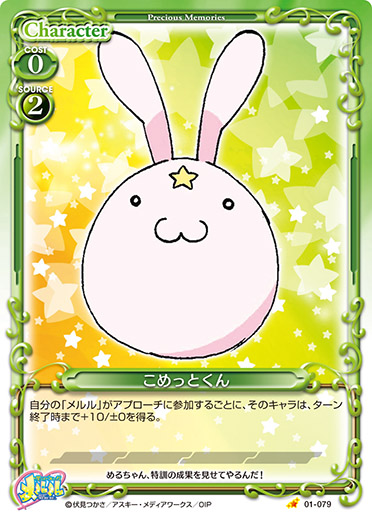 Precious Memories
Character
COST
0
SOURCE
2
こめっとくん
自分の「メルル」がアプローチに参加するごとに、そのキャラは、ターン
終了時まで+10/±0を得る。
めるちゃん、特訓の成果を見せてやるんだ!
メルル
©伏見つかさ/アスキー・メディアワークス/OIP
01-079